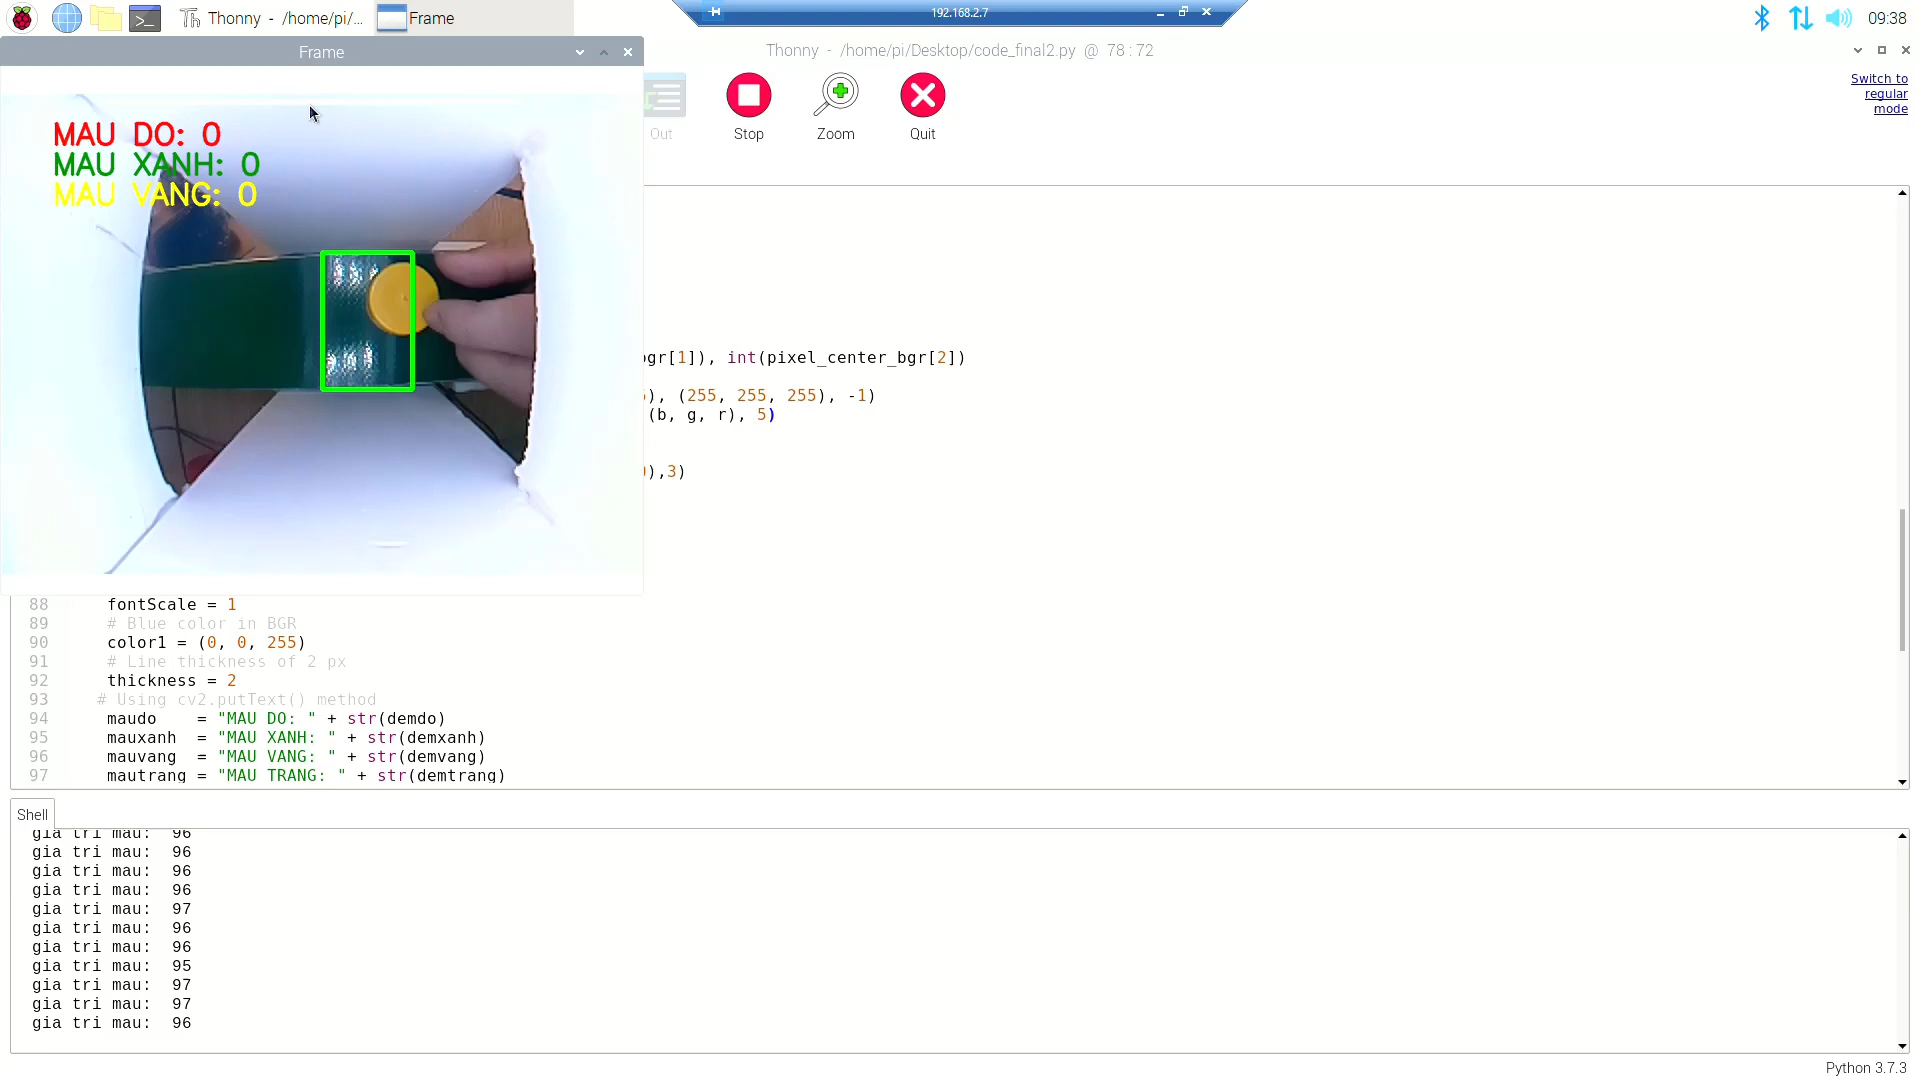 Thonny - /home/pi/...
Frame
192.168.2.7
09:38
Frame
Thonny - /home/pi/Desktop/code_final2.py @ 78 : 72
Switch to
regular
mode
Out
Stop
Zoom
Quit
MAU DO: 0
MAU XANH: 0
MAU VANG: 0
gr[1]), int(pixel_center_bgr[2])
), (255, 255, 255), -1)
(b, g, r), 5)
),3)
88 fontScale = 1
89 # Blue color in BGR
90 color1 = (0, 0, 255)
91 # Line thickness of 2 px
92 thickness = 2
93 # Using cv2.putText() method
94 maudo = "MAU DO: " + str(demdo)
95 mauxanh = "MAU XANH: " + str(demxanh)
96 mauvang = "MAU VANG: " + str(demvang)
97 mautrang = "MAU TRANG: " + str(demtrang)
Shell
gia tri mau: 96
gia tri mau: 96
gia tri mau: 96
gia tri mau: 96
gia tri mau: 97
gia tri mau: 96
gia tri mau: 96
gia tri mau: 95
gia tri mau: 97
gia tri mau: 97
gia tri mau: 96
Python 3.7.3